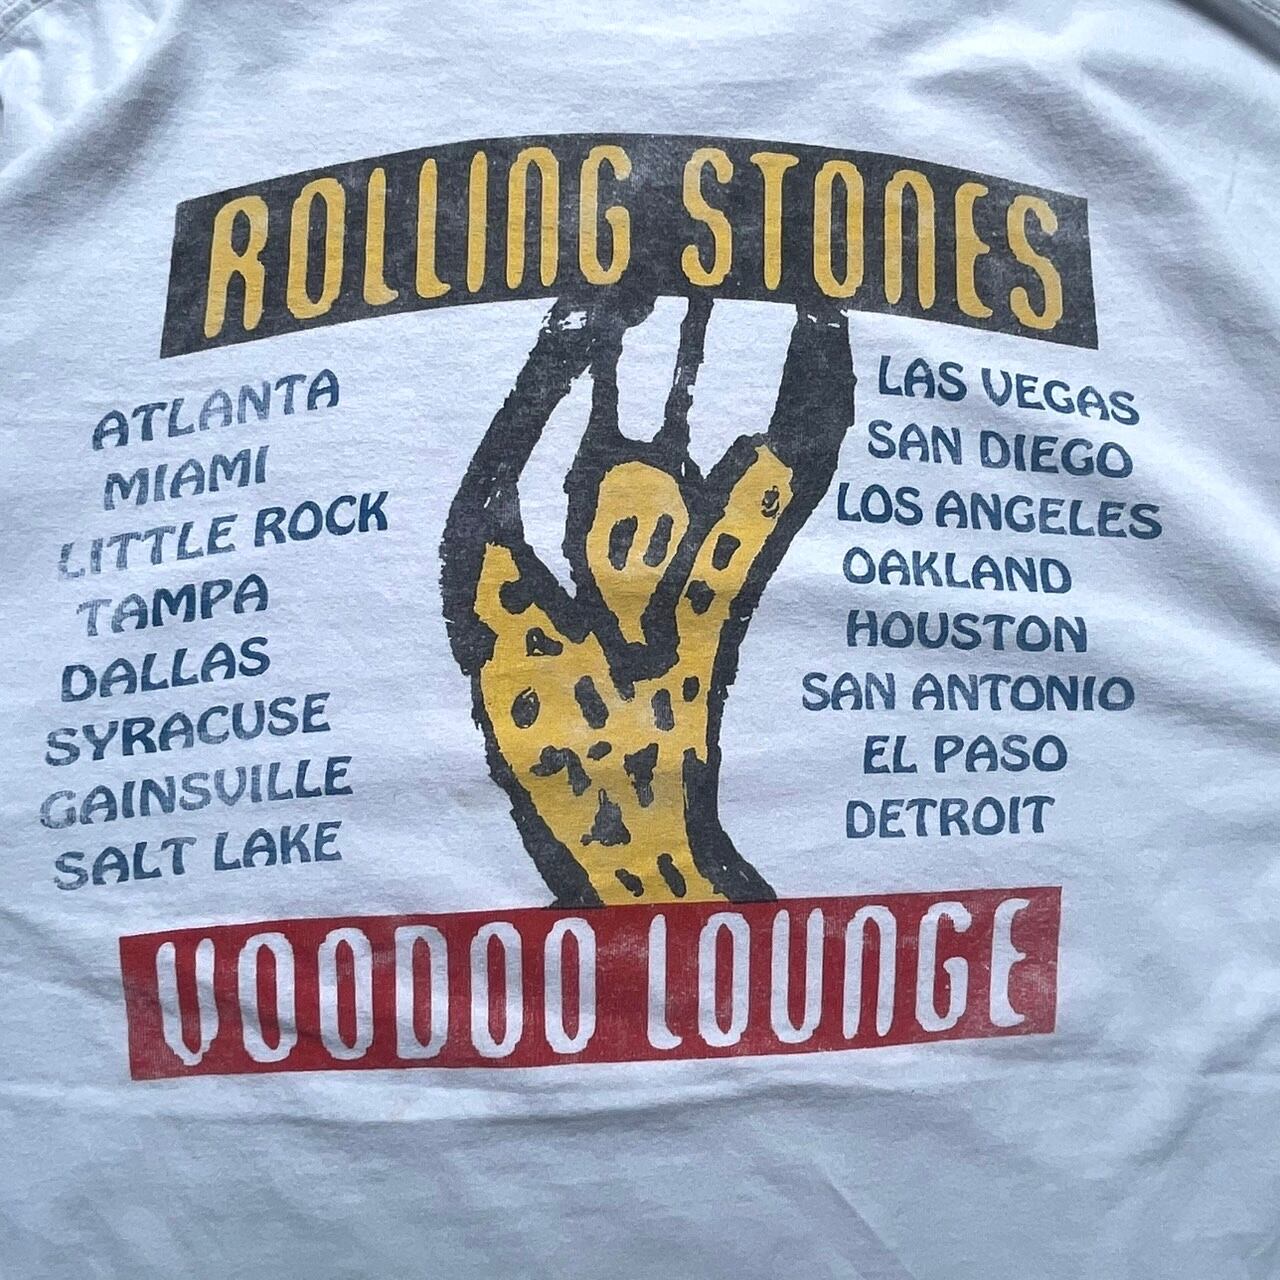 ROLLING STONES
ATLANTA
MIAMI
LITTLE ROCK
TAMPA
DALLAS
SYRACUSE
GAINSVILLE
SALT LAKE
LAS VEGAS
SAN DIEGO
LOS ANGELES
OAKLAND
HOUSTON
SAN ANTONIO
EL PASO
DETROIT
VOODOO LOUNGE